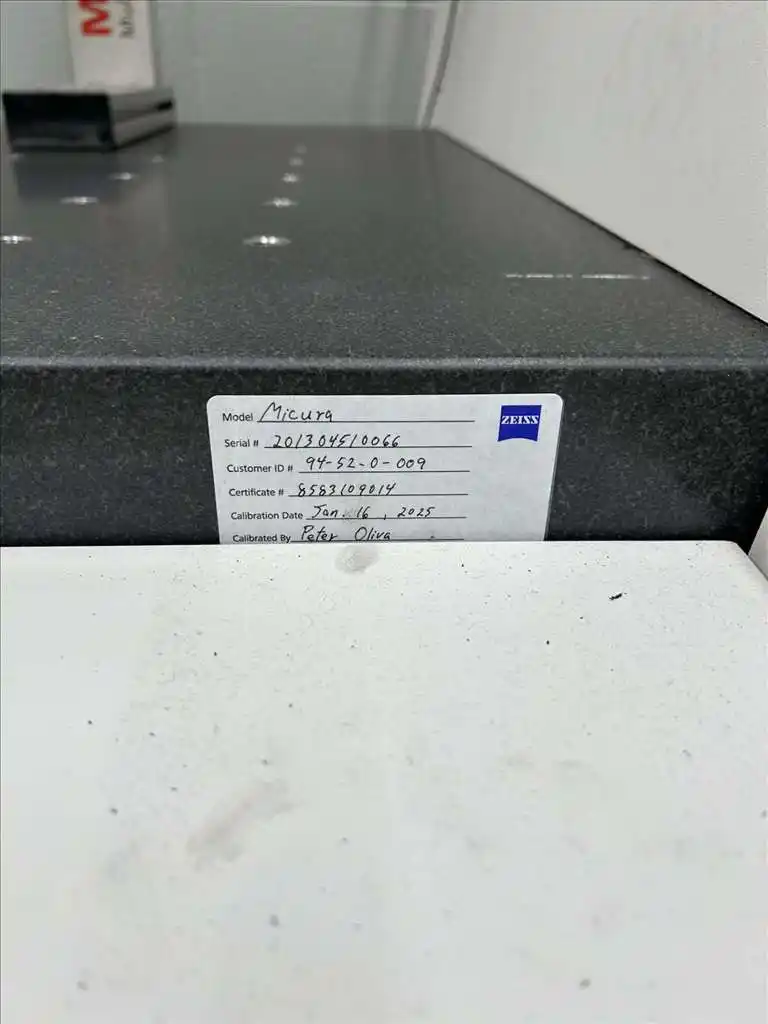 M
ZEISS
Model Micura
Serial # 201304510066
Customer ID # 94-52-0-009
Certificate # 8583109014
Calibration Date Jan. 16, 2025
Calibrated By Peter Oliva